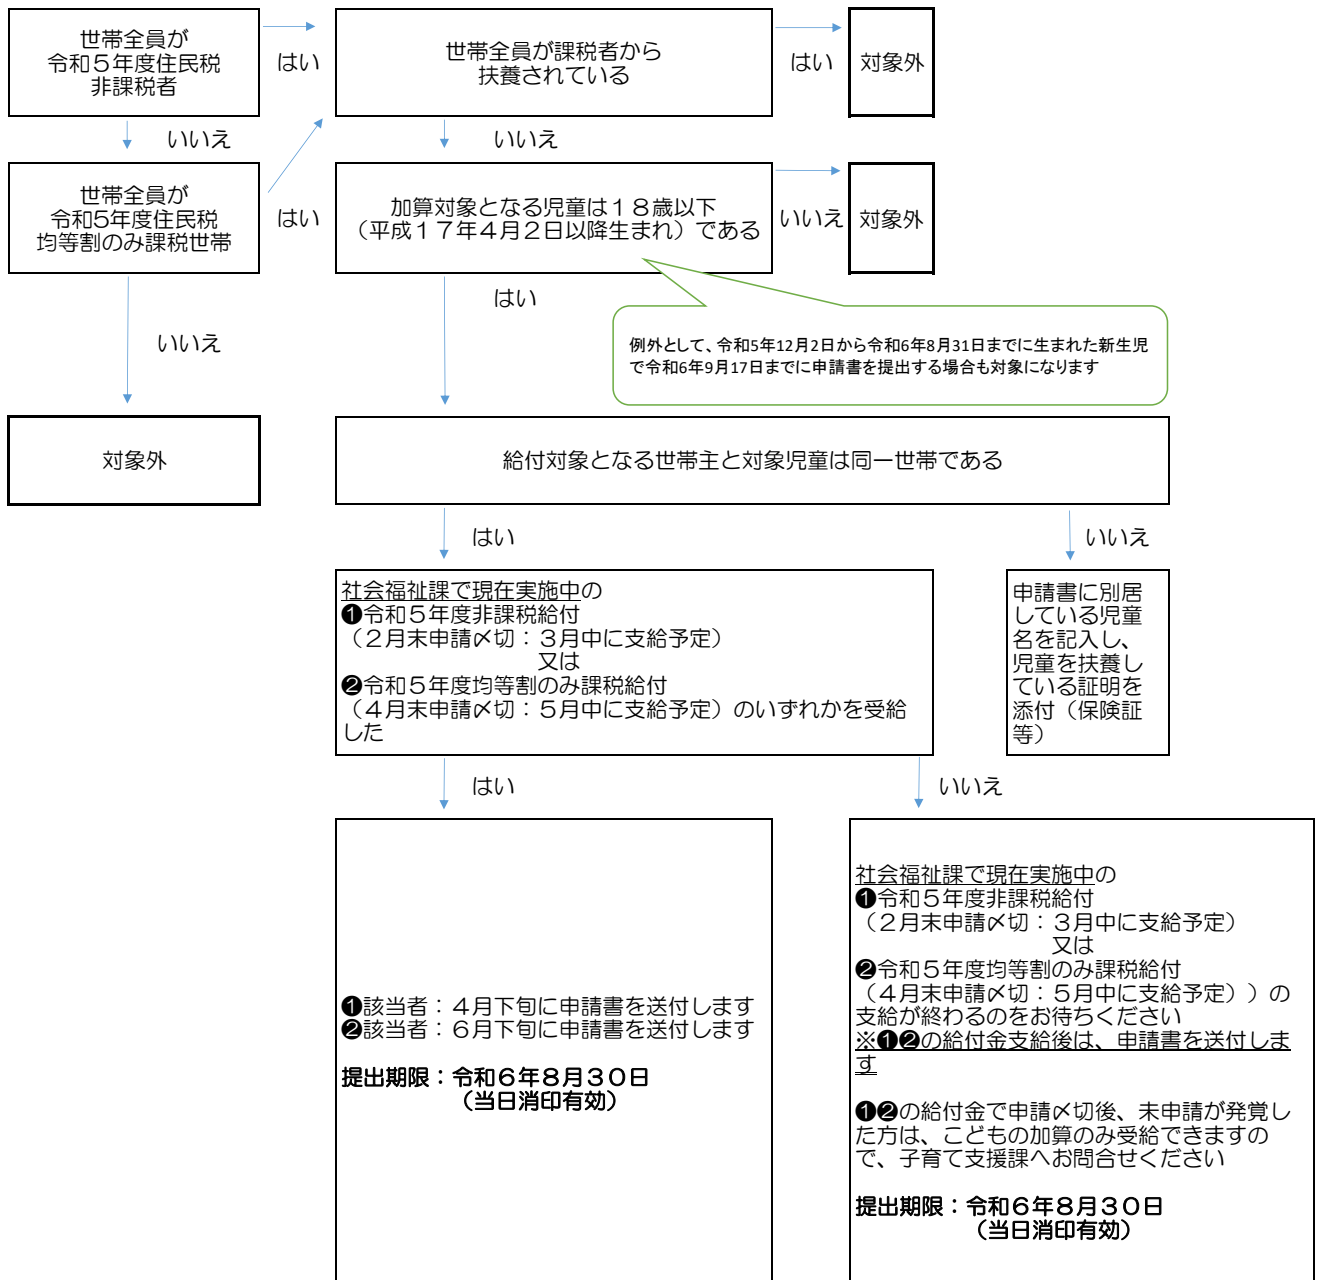 世帯全員が
令和５年度住民税
非課税者
はい
世帯全員が課税者から
扶養されている
はい
対象外
いいえ
いいえ
世帯全員が
令和5年度住民税
均等割のみ課税世帯
はい
加算対象となる児童は１８歳以下
（平成１７年４月２日以降生まれ）である
いいえ
対象外
はい
いいえ
例外として、令和5年12月2日から令和6年8月31日までに生まれた新生児
で令和6年9月17日までに申請書を提出する場合も対象になります
対象外
給付対象となる世帯主と対象児童は同一世帯である
はい
いいえ
社会福祉課で現在実施中の
❶令和５年度非課税給付
（２月末申請〆切：３月中に支給予定）
又は
❷令和５年度均等割のみ課税給付
（４月末申請〆切：５月中に支給予定）のいずれかを受給
した
申請書に別居
している児童
名を記入し、
児童を扶養し
ている証明を
添付（保険証
等）
はい
いいえ
❶該当者：４月下旬に申請書を送付します
❷該当者：６月下旬に申請書を送付します
提出期限：令和６年８月３０日
（当日消印有効）
社会福祉課で現在実施中の
❶令和５年度非課税給付
（２月末申請〆切：３月中に支給予定）
又は
❷令和５年度均等割のみ課税給付
（４月末申請〆切：５月中に支給予定））の
支給が終わるのをお待ちください
※❶❷の給付金支給後は、申請書を送付しま
す
❶❷の給付金で申請〆切後、未申請が発覚し
た方は、こどもの加算のみ受給できますの
で、子育て支援課へお問合せください
提出期限：令和６年８月３０日
（当日消印有効）